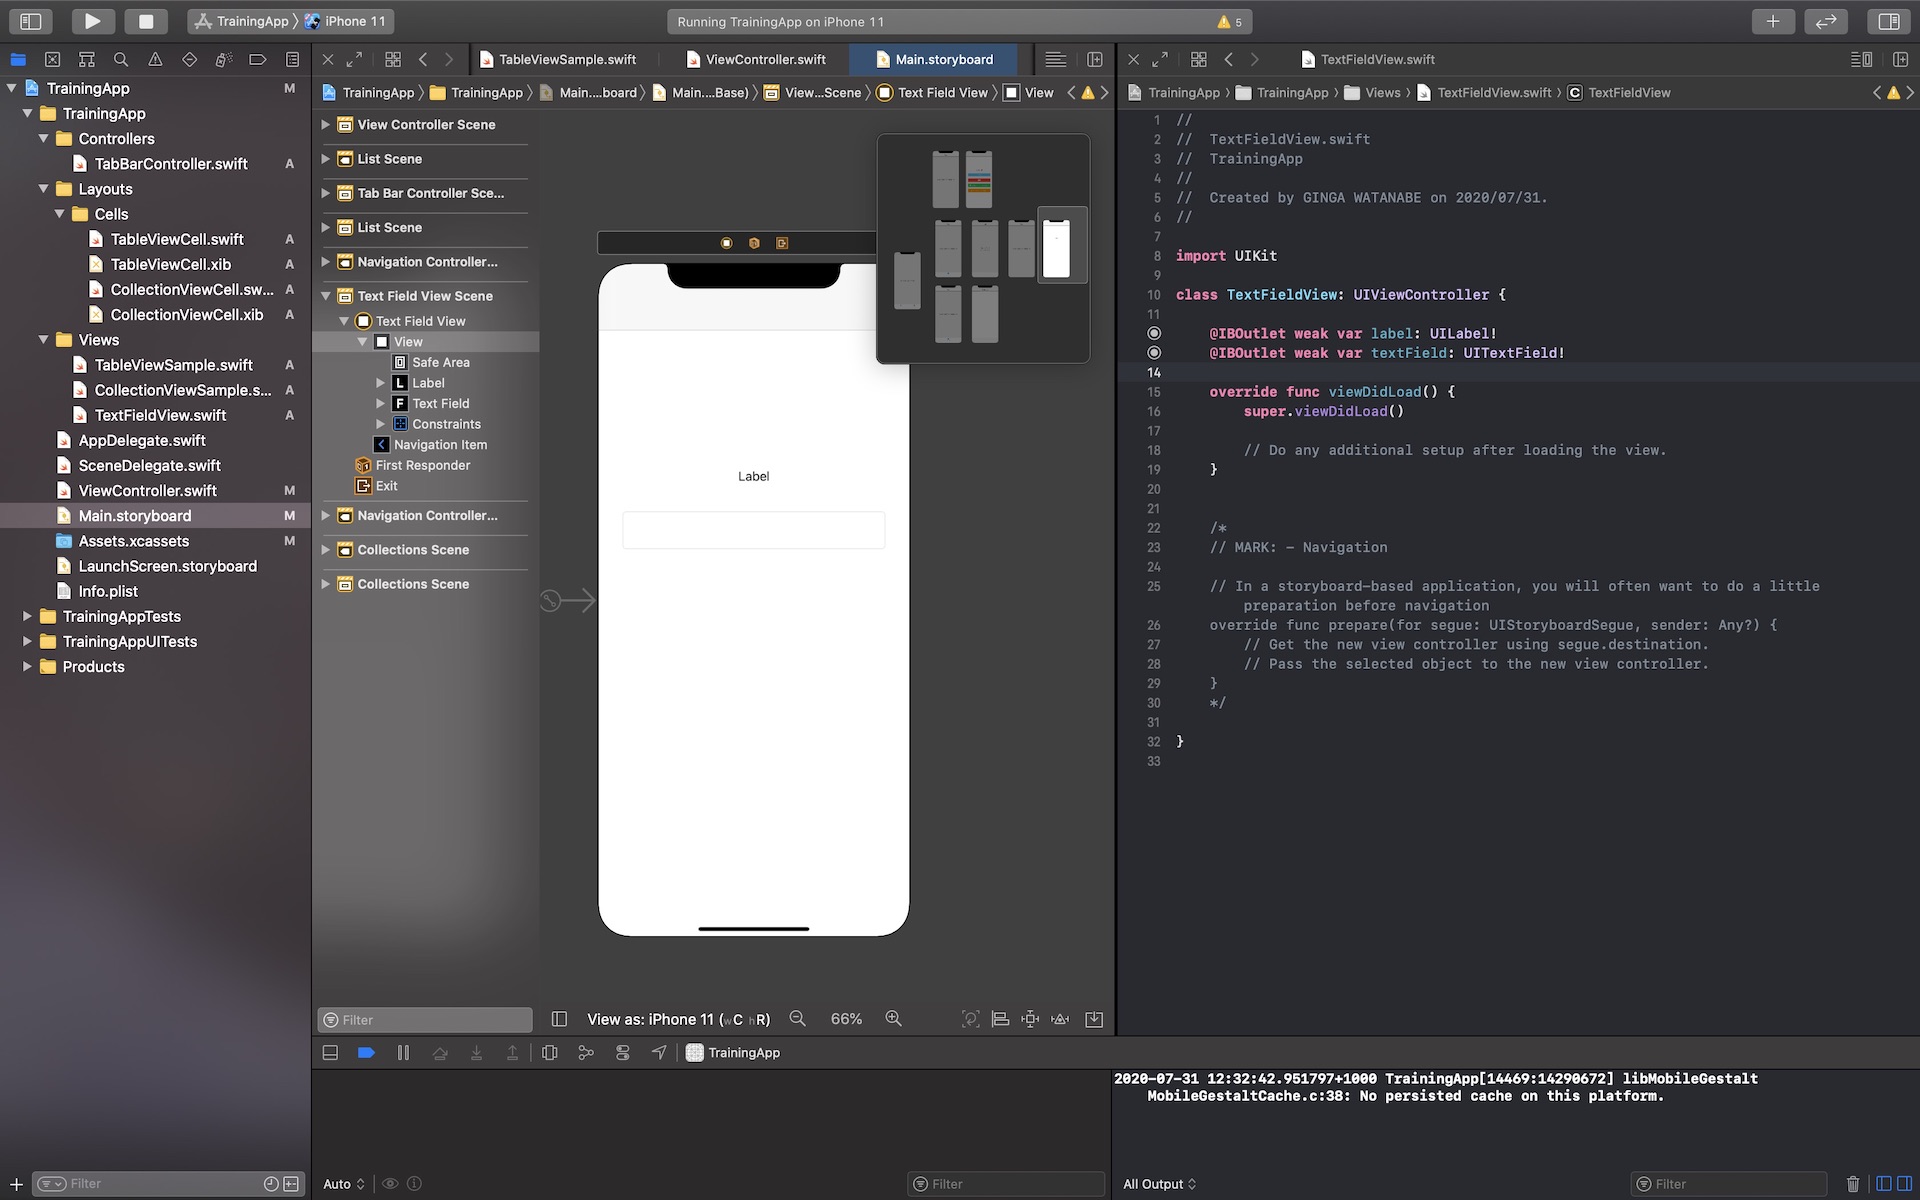 TrainingApp
iPhone 11
Running TrainingApp on iPhone 11
5
TrainingApp M
TrainingApp
Controllers
TabBarController.swift A
Layouts
Cells
TableViewCell.swift A
TableViewCell.xib A
CollectionViewCell.sw... A
CollectionViewCell.xib A
Views
TableViewSample.swift A
CollectionViewSample.s... A
TextFieldView.swift A
AppDelegate.swift
SceneDelegate.swift
ViewController.swift M
Main.storyboard M
Assets.xcassets M
LaunchScreen.storyboard
Info.plist
TrainingAppTests
TrainingAppUITests
Products
Filter
TableViewSample.swift
ViewController.swift
Main.storyboard
TrainingApp
TrainingApp
Main....board
Main....Base)
View...Scene
Text Field View
View
View Controller Scene
List Scene
Tab Bar Controller Sce...
List Scene
Navigation Controller...
Text Field View Scene
Text Field View
View
Safe Area
L Label
F Text Field
Constraints
Navigation Item
First Responder
Exit
Navigation Controller...
Collections Scene
Collections Scene
Filter
Label
View as: iPhone 11 (wC hR)
66%
TextFieldView.swift
TrainingApp
TrainingApp
Views
TextFieldView.swift
C TextFieldView
1 //
2 //  TextFieldView.swift
3 //  TrainingApp
4 //
5 //  Created by GINGA WATANABE on 2020/07/31.
6 //
7
8 import UIKit
9
10 class TextFieldView: UIViewController {
11
@IBOutlet weak var label: UILabel!
@IBOutlet weak var textField: UITextField!
14
15 override func viewDidLoad() {
16 super.viewDidLoad()
17
18 // Do any additional setup after loading the view.
19 }
20
21
22 /*
23 // MARK: - Navigation
24
25 // In a storyboard-based application, you will often want to do a little
preparation before navigation
26 override func prepare(for segue: UIStoryboardSegue, sender: Any?) {
27 // Get the new view controller using segue.destination.
28 // Pass the selected object to the new view controller.
29 }
30 */
31
32 }
33
TrainingApp
2020-07-31 12:32:42.951797+1000 TrainingApp[14469:14290672] libMobileGestalt
MobileGestaltCache.c:38: No persisted cache on this platform.
Auto
Filter
All Output
Filter